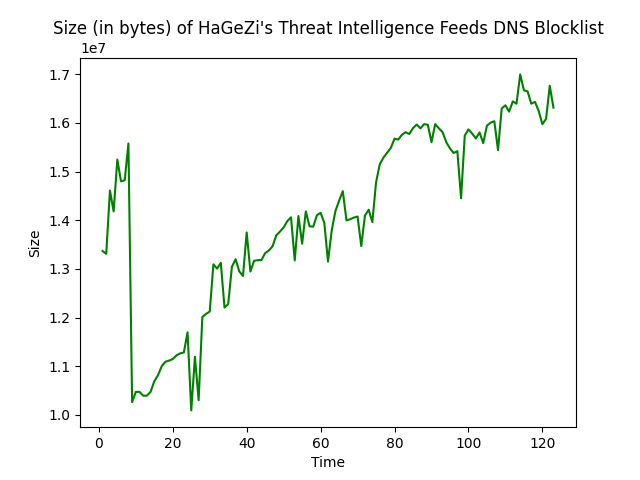 Size (in bytes) of HaGeZi's Threat Intelligence Feeds DNS Blocklist
1e7
1.7
1.6
1.5
1.4
1.3
1.2
1.1
1.0
Size
0 20 40 60 80 100 120
Time